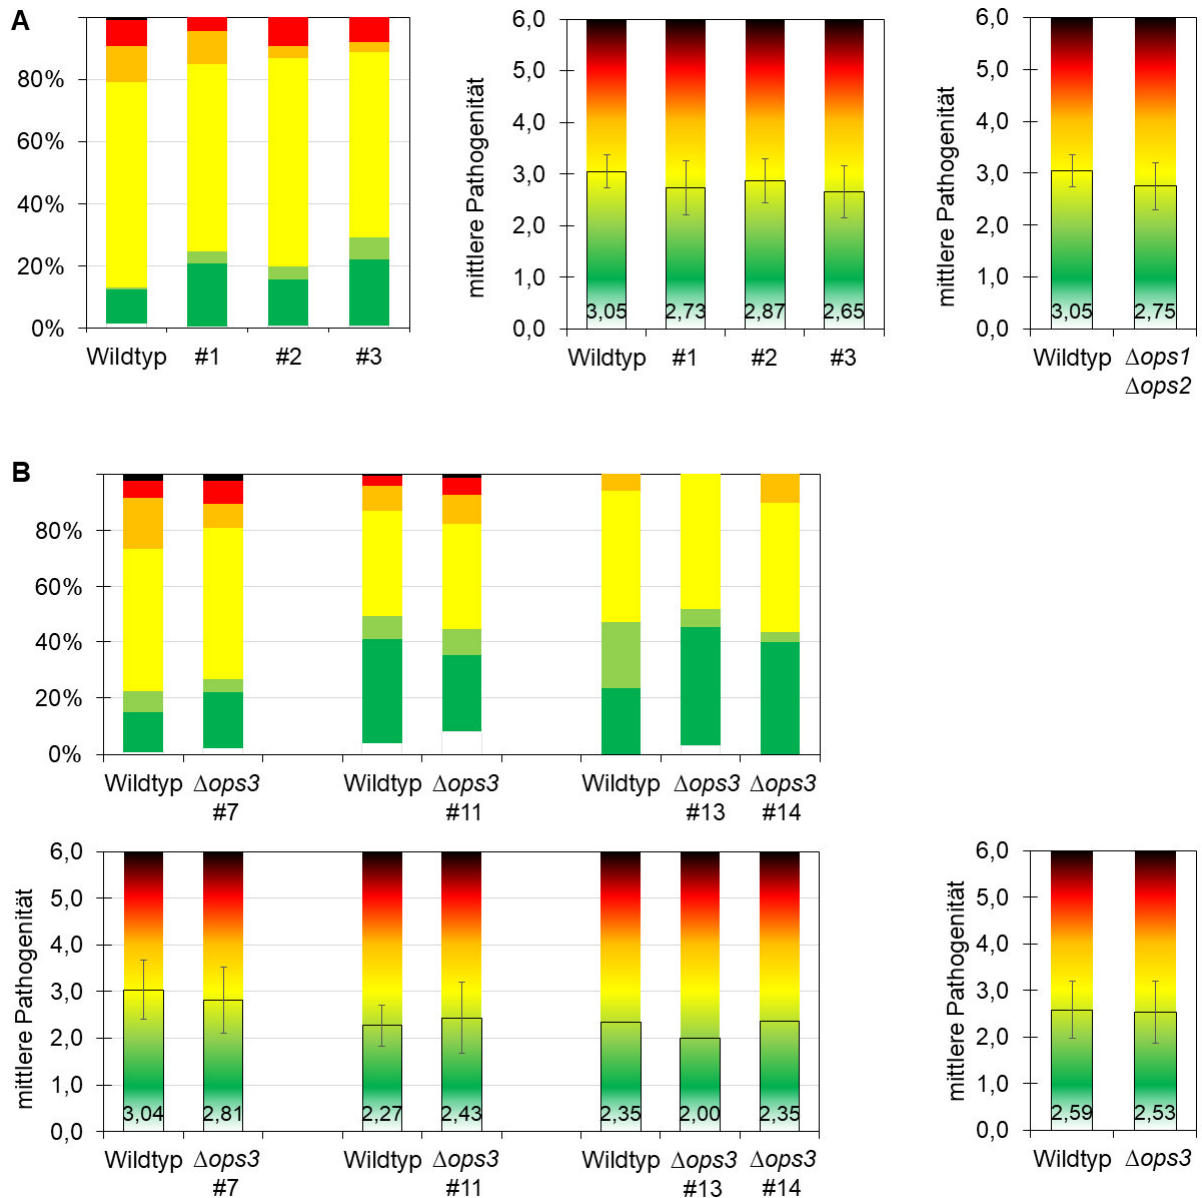 A
80%
60%
40%
20%
0%
Wildtyp #1 #2 #3
mittlere Pathogenität
6,0
5,0
4,0
3,0
2,0
1,0
0,0
3,05 2,73 2,87 2,65
Wildtyp #1 #2 #3
mittlere Pathogenität
6,0
5,0
4,0
3,0
2,0
1,0
0,0
3,05 2,75
Wildtyp Δops1
Δops2
B
80%
60%
40%
20%
0%
Wildtyp Δops3 Wildtyp Δops3 Wildtyp Δops3 Δops3
#7 #11 #13 #14
mittlere Pathogenität
6,0
5,0
4,0
3,0
2,0
1,0
0,0
3,04 2,81 2,27 2,43 2,35 2,00 2,35
Wildtyp Δops3 Wildtyp Δops3 Wildtyp Δops3 Δops3
#7 #11 #13 #14
mittlere Pathogenität
6,0
5,0
4,0
3,0
2,0
1,0
0,0
2,59 2,53
Wildtyp Δops3